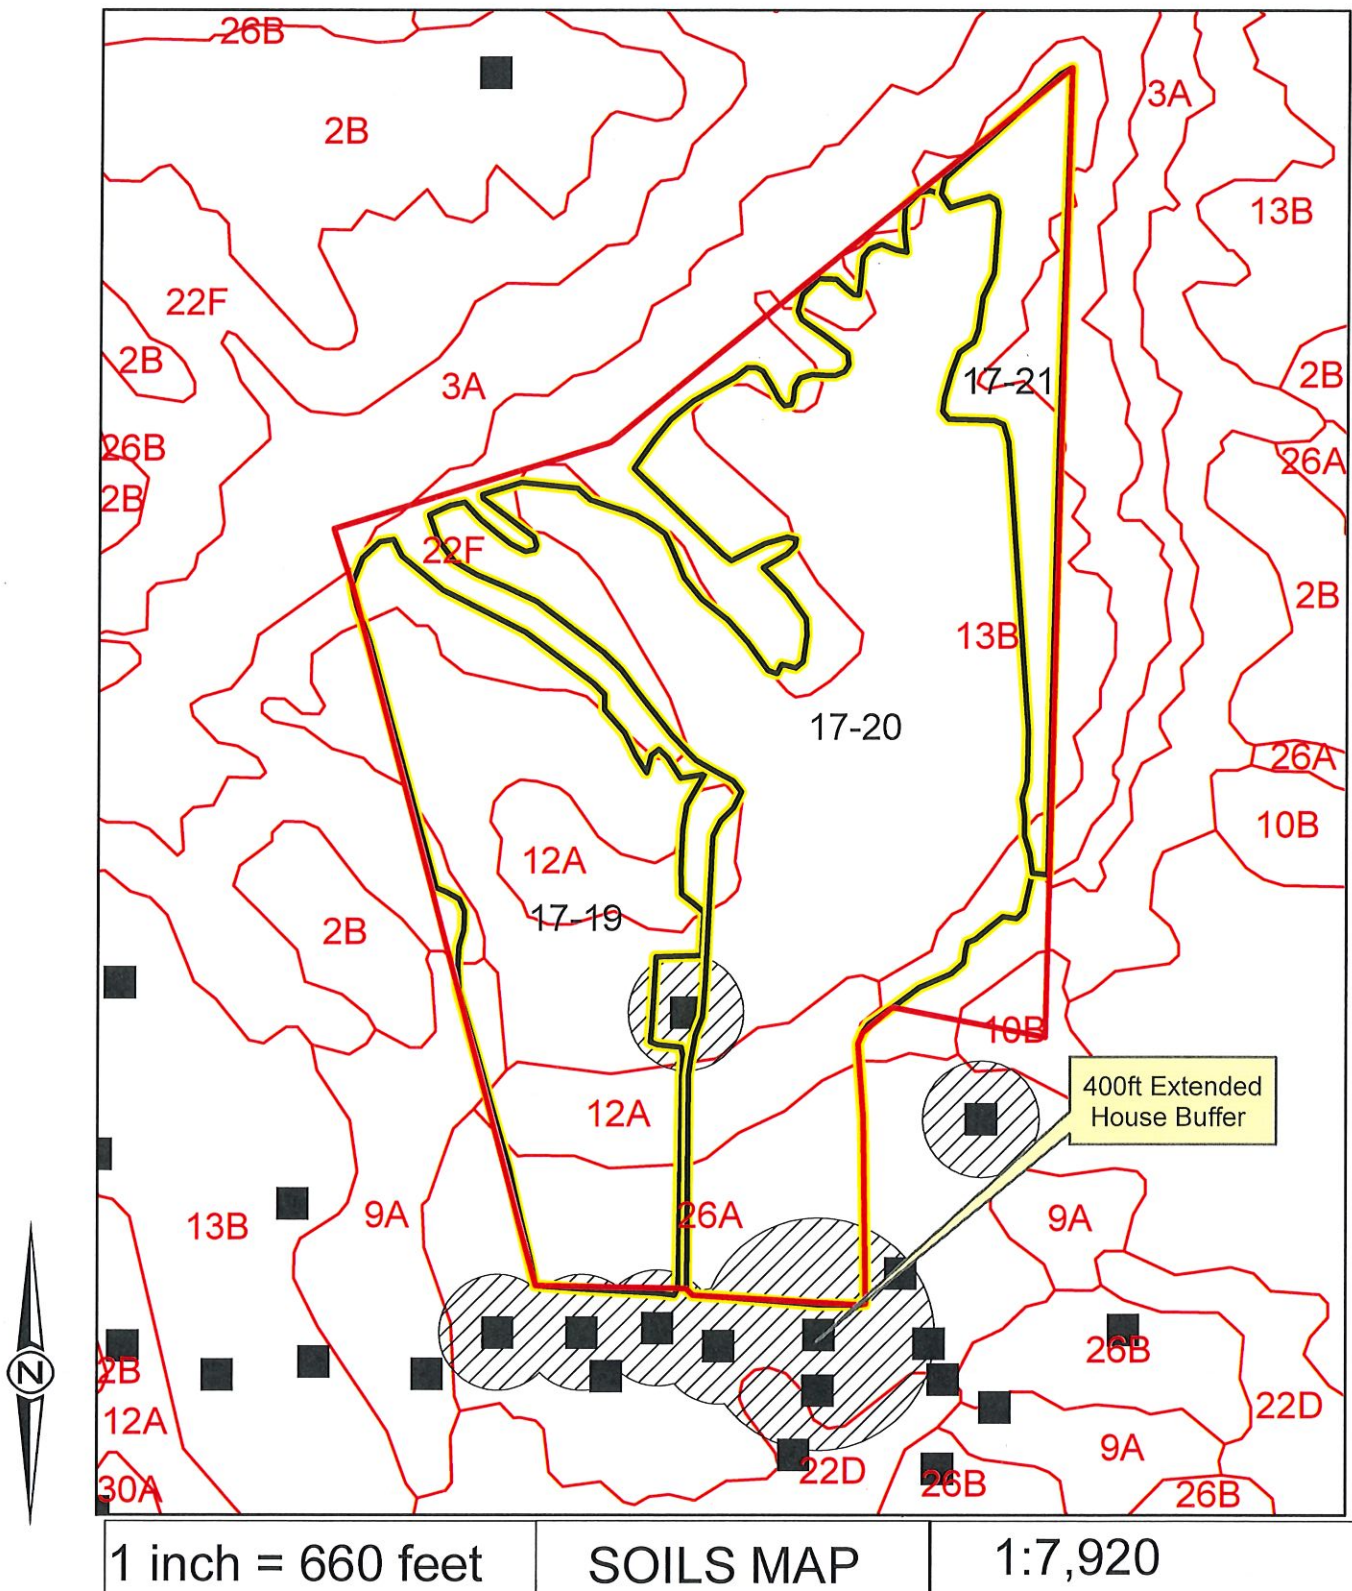 26B
2B
3A
13B
22F
2B
3A
17-21
2B
26B
26A
2B
22F
2B
13B
17-20
26A
10B
12A
17-19
2B
10B
400ft Extended
House Buffer
12A
13B
9A
26A
9A
26B
2B
12A
22D
9A
22D
26B
26B
30A
N
1 inch = 660 feet
SOILS MAP
1:7,920